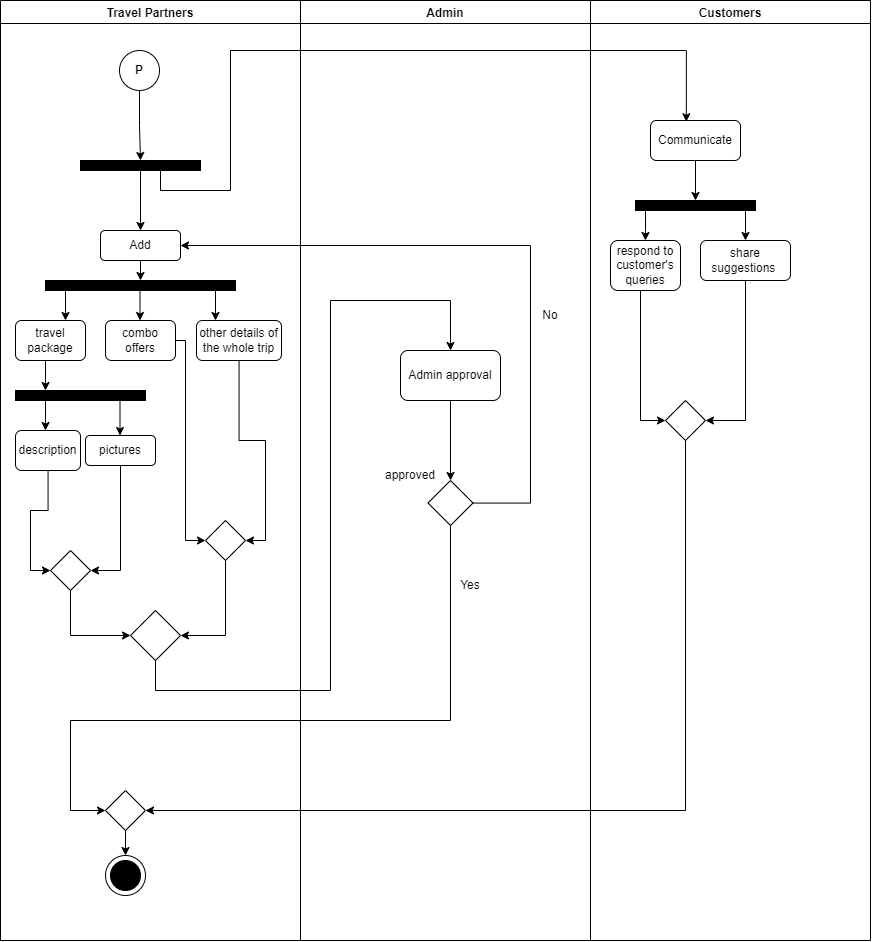 Travel Partners
Admin
Customers
P
Communicate
Add
respond to
customer's
queries
share
suggestions
travel
package
combo
offers
other details of
the whole trip
No
Admin approval
description
pictures
approved
Yes